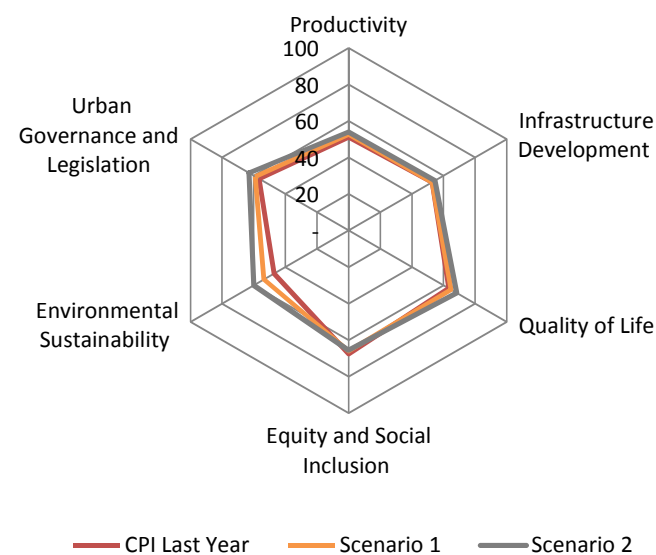 Productivity
100
80
60
40
20
-
Urban
Governance and
Legislation
Infrastructure
Development
Environmental
Sustainability
Quality of Life
Equity and Social
Inclusion
CPI Last Year
Scenario 1
Scenario 2